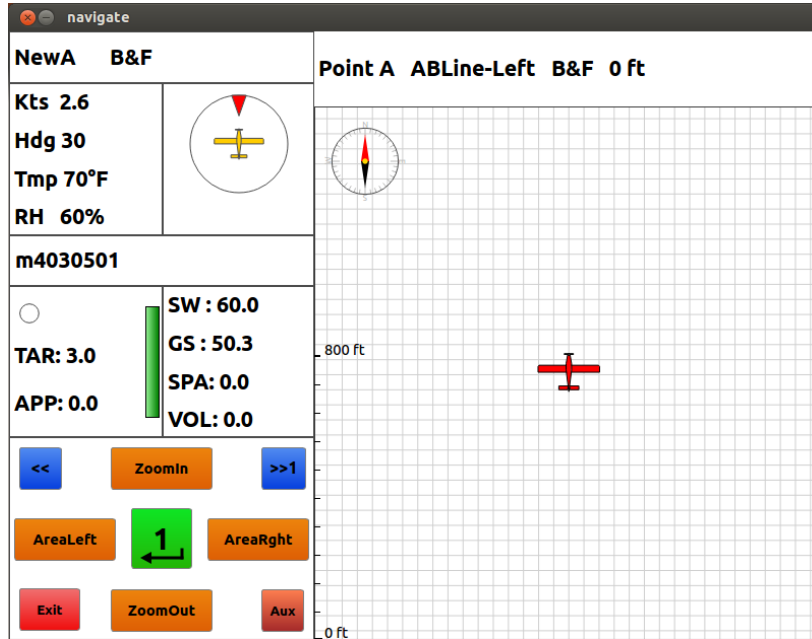 navigate
NewA B&F
Point A ABLine-Left B&F 0 ft
Kts 2.6
Hdg 30
Tmp 70°F
RH 60%
N
S
m4030501
TAR: 3.0
APP: 0.0
SW : 60.0
GS : 50.3
SPA: 0.0
VOL: 0.0
800 ft
<< ZoomIn >>1
AreaLeft 1 AreaRght
Exit ZoomOut Aux
0 ft